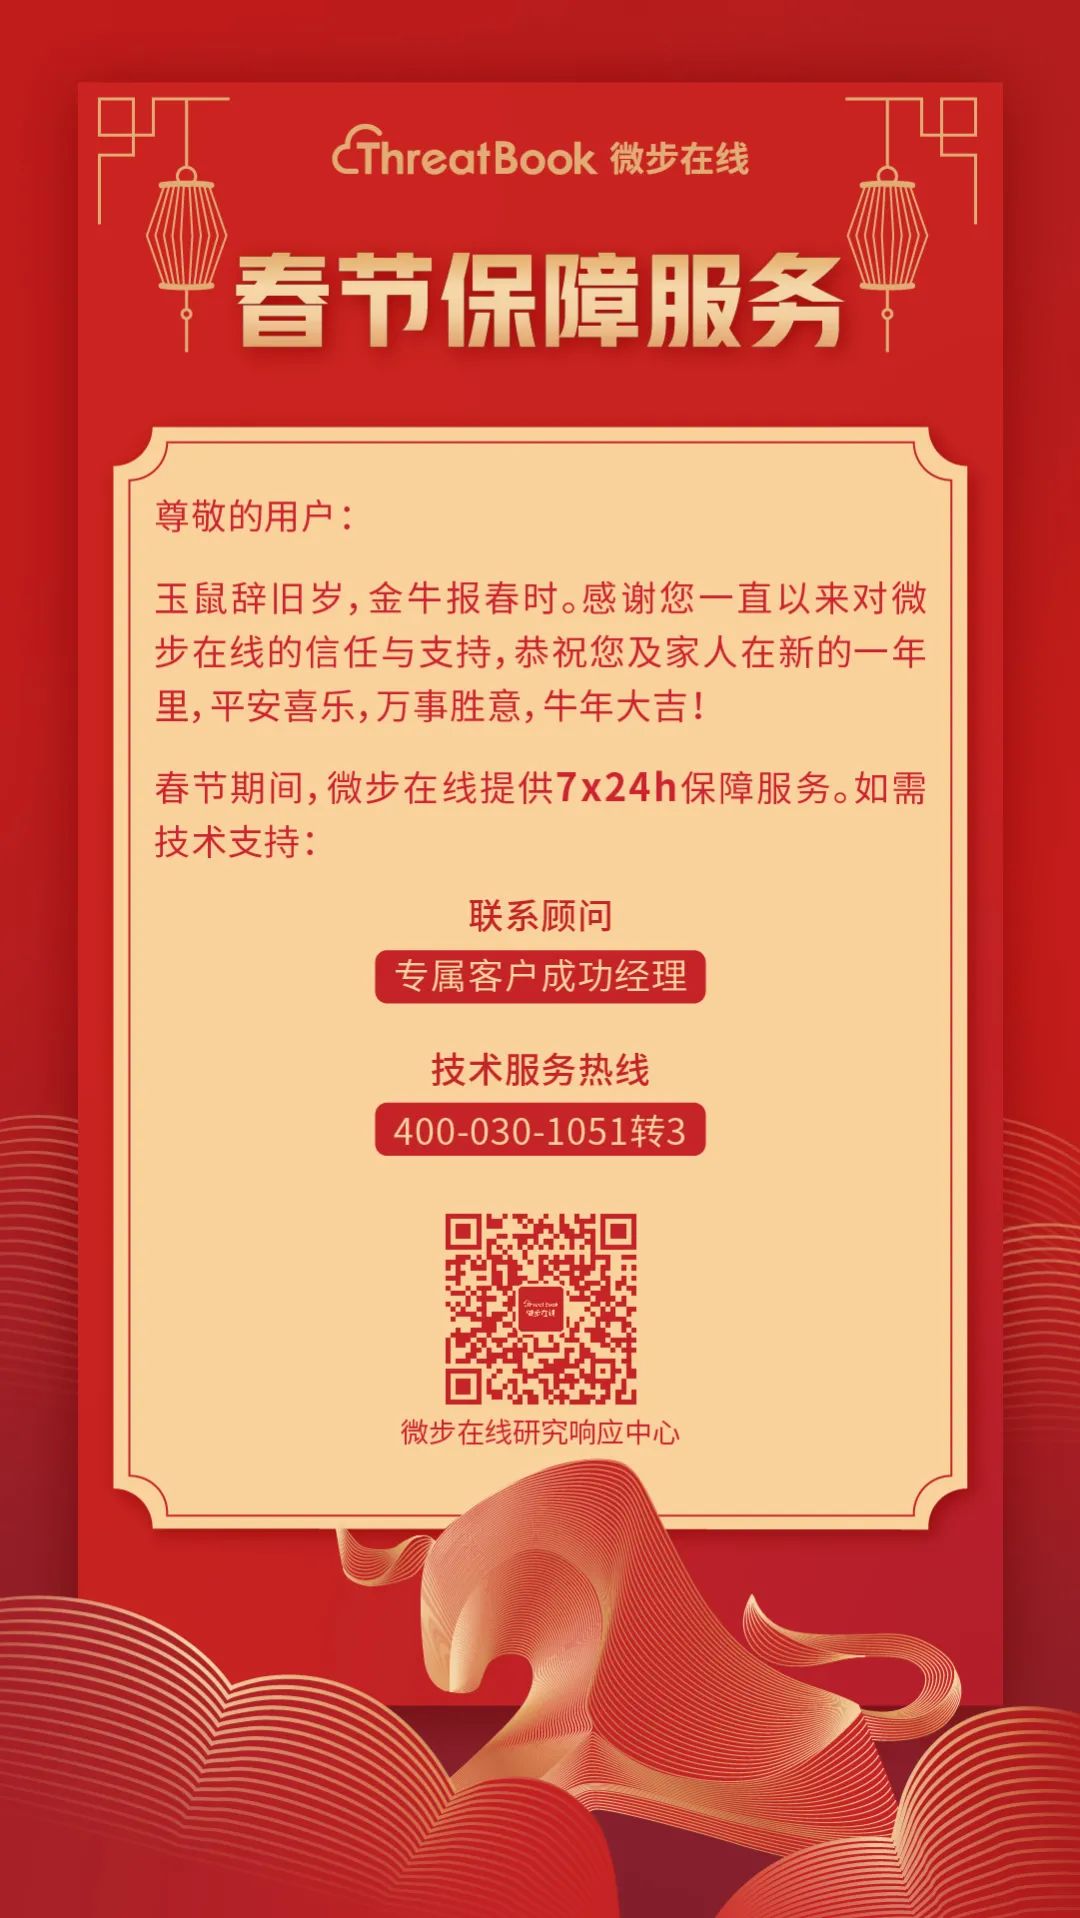 ThreatBook 微步在线
春节保障服务
尊敬的用户：
玉鼠辞旧岁，金牛报春时。感谢您一直以来对微
步在线的信任与支持，恭祝您及家人在新的一年
里，平安喜乐，万事胜意，牛年大吉！
春节期间，微步在线提供7x24h保障服务。如需
技术支持：
联系顾问
专属客户成功经理
技术服务热线
400-030-1051转3
ThreatBook
微步在线
微步在线研究响应中心